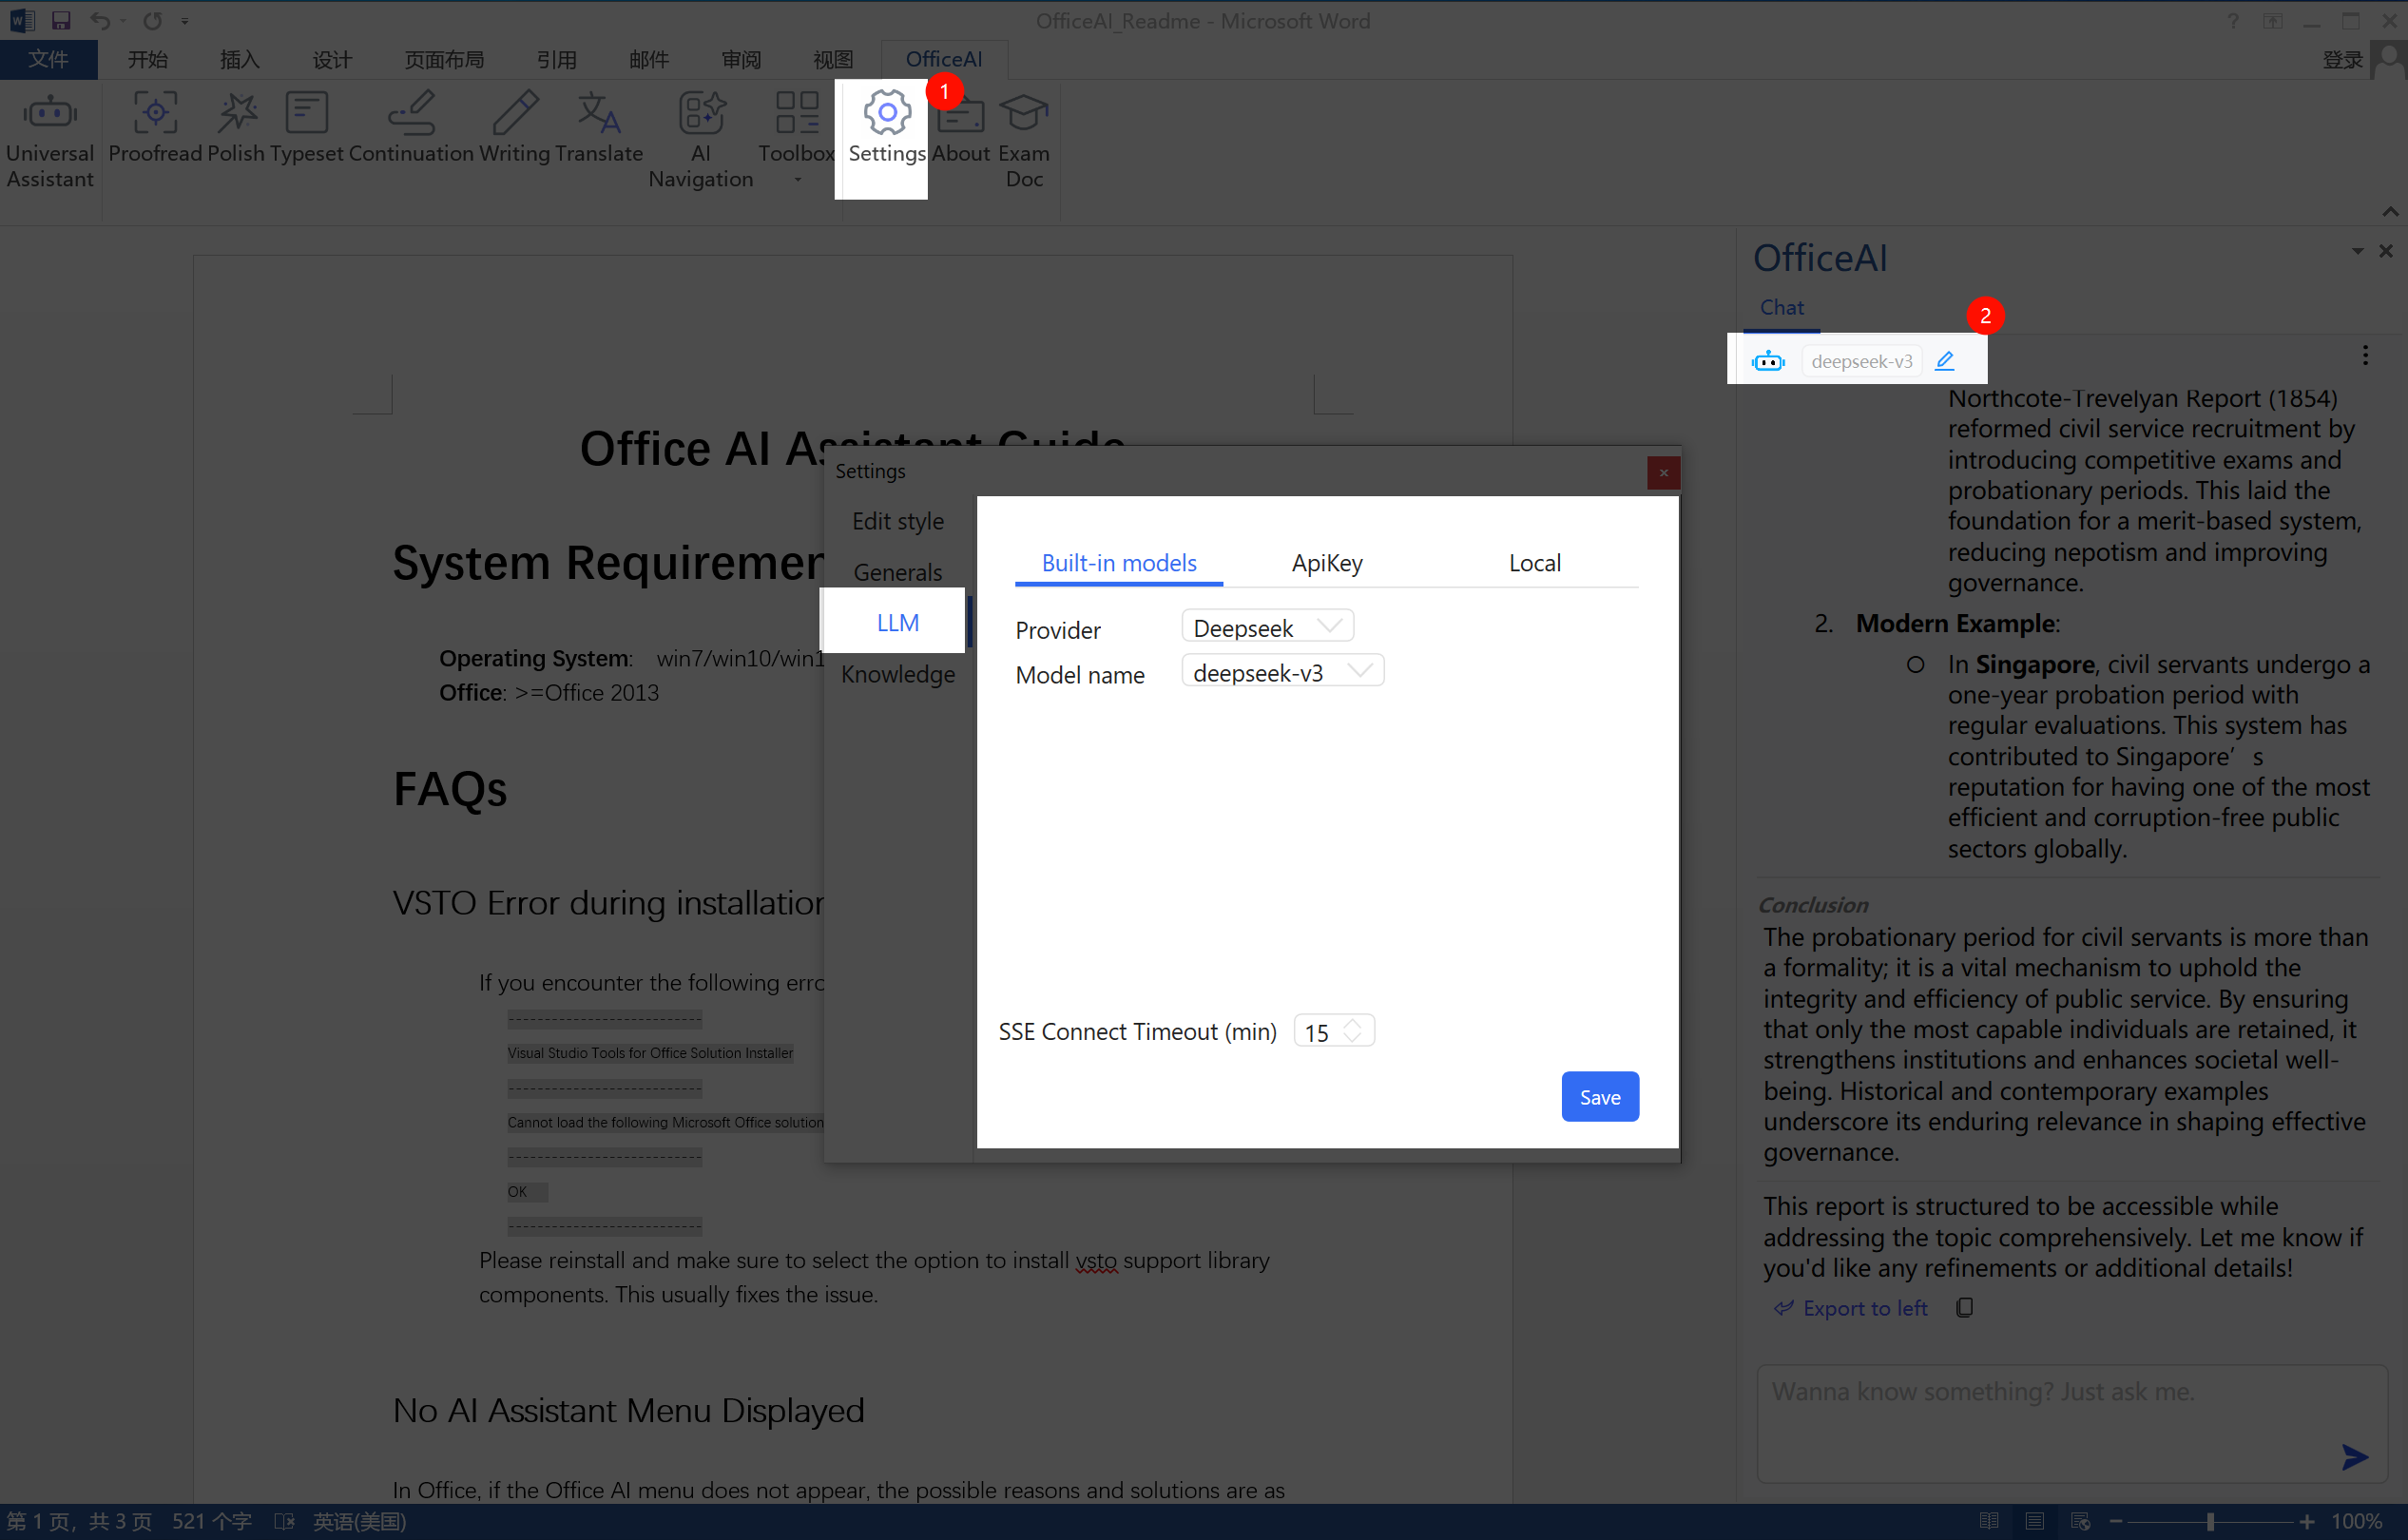 OfficeAI_Readme - Microsoft Word
文件 开始 插入 设计 页面布局 引用 邮件 审阅 视图 OfficeAI 登录
Universal Assistant
Proofread
Polish
Typeset
Continuation
Writing
Translate
AI Navigation
Toolbox
Settings
1
About
Exam Doc
Office AI Assistant Guide
System Requiremen
Operating System: win7/win10/win1
Office: >=Office 2013
FAQs
VSTO Error during installation
If you encounter the following erro
--------------------------
Visual Studio Tools for Office Solution Installer
--------------------------
Cannot load the following Microsoft Office solution
--------------------------
OK
--------------------------
Please reinstall and make sure to select the option to install vsto support library
components. This usually fixes the issue.
No AI Assistant Menu Displayed
In Office, if the Office AI menu does not appear, the possible reasons and solutions are as
Settings
×
Edit style
Generals
LLM
Knowledge
Built-in models ApiKey Local
Provider Deepseek
Model name deepseek-v3
SSE Connect Timeout (min) 15
Save
OfficeAI
Chat
2
deepseek-v3
Northcote-Trevelyan Report (1854)
reformed civil service recruitment by
introducing competitive exams and
probationary periods. This laid the
foundation for a merit-based system,
reducing nepotism and improving
governance.
2. Modern Example:
In Singapore, civil servants undergo a
one-year probation period with
regular evaluations. This system has
contributed to Singapore’s
reputation for having one of the most
efficient and corruption-free public
sectors globally.
Conclusion
The probationary period for civil servants is more than
a formality; it is a vital mechanism to uphold the
integrity and efficiency of public service. By ensuring
that only the most capable individuals are retained, it
strengthens institutions and enhances societal well-
being. Historical and contemporary examples
underscore its enduring relevance in shaping effective
governance.
This report is structured to be accessible while
addressing the topic comprehensively. Let me know if
you'd like any refinements or additional details!
Export to left
Wanna know something? Just ask me.
第 1 页，共 3 页 521 个字 英语(美国) 100%